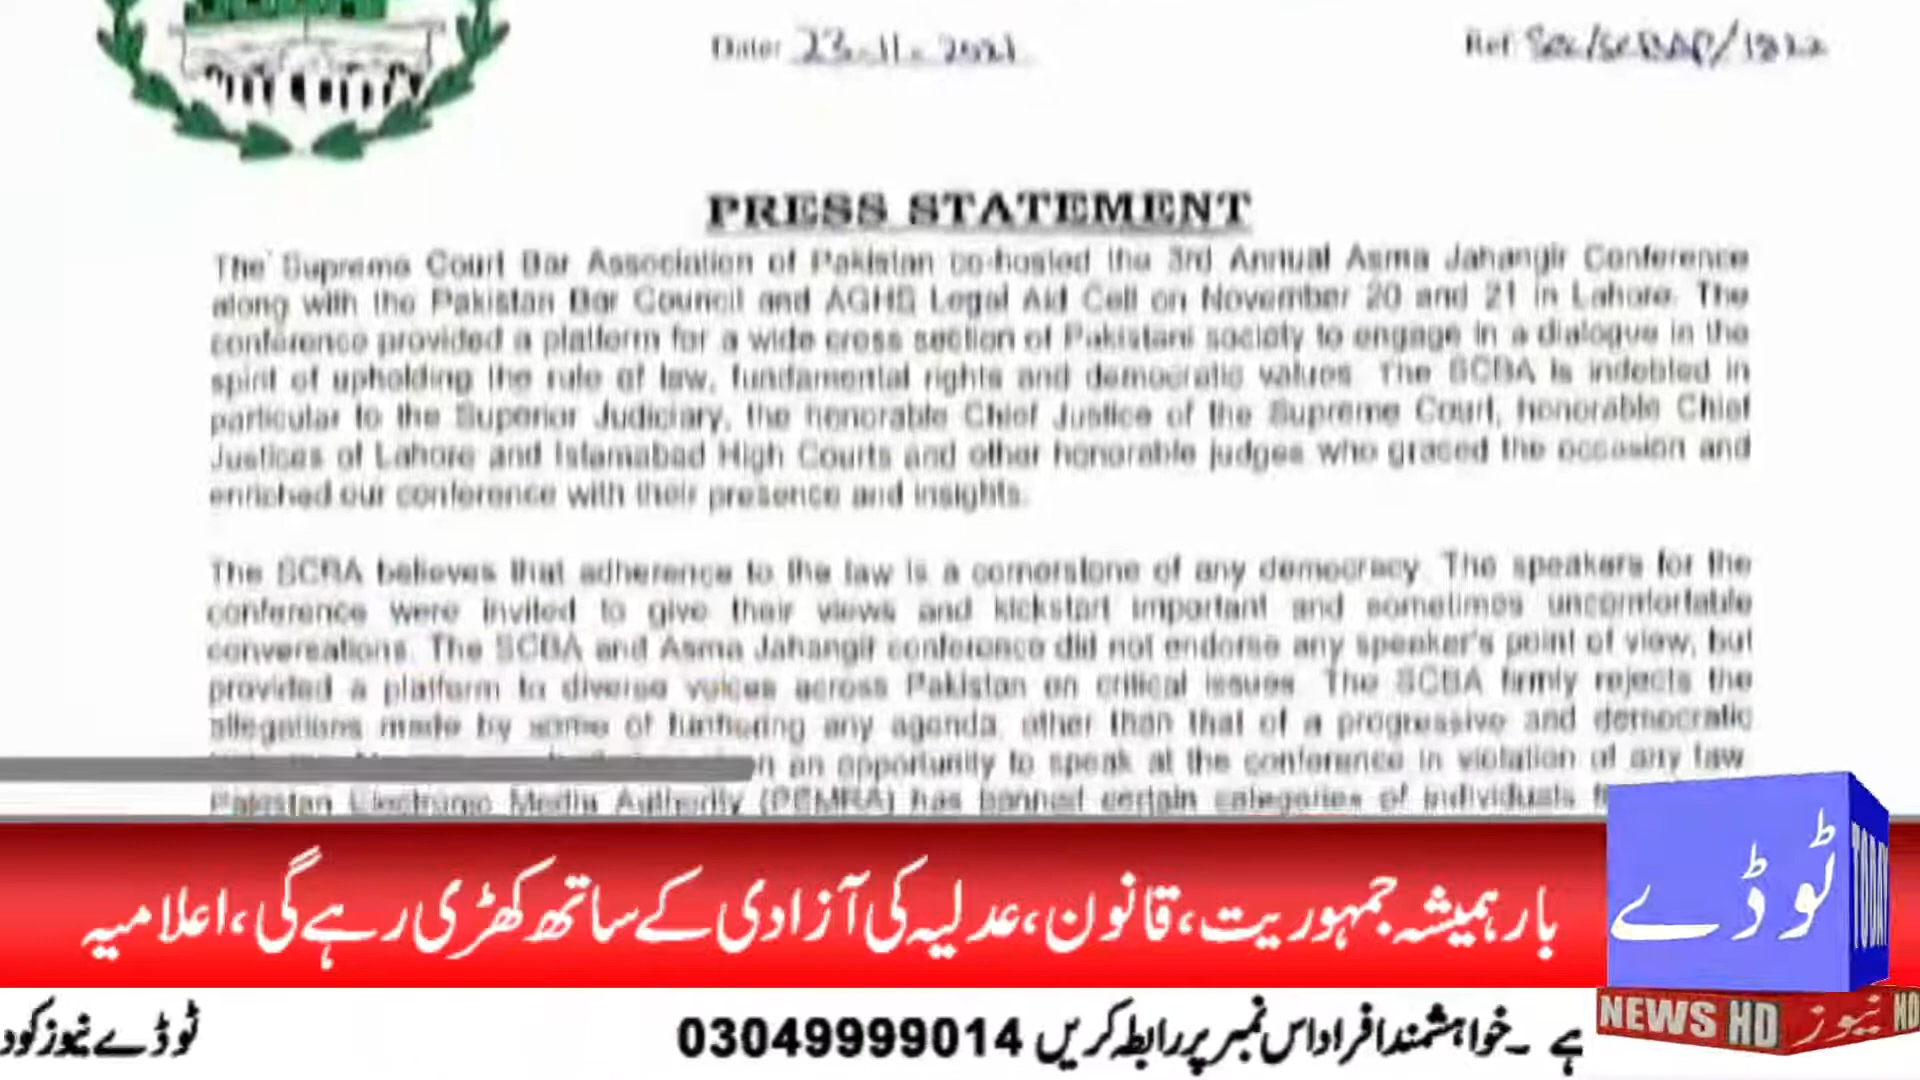 Date: 23-11-2021
Ref: Sec/SCBAP/1822
PRESS STATEMENT
The Supreme Court Bar Association of Pakistan co-hosted the 3rd Annual Asma Jahangir Conference
along with the Pakistan Bar Council and AGHS Legal Aid Cell on November 20 and 21 in Lahore. The
conference provided a platform for a wide cross section of Pakistani society to engage in a dialogue in the
spirit of upholding the rule of law, fundamental rights and democratic values. The SCBA is indebted in
particular to the Superior Judiciary, the honorable Chief Justice of the Supreme Court, honorable Chief
Justices of Lahore and Islamabad High Courts and other honorable judges who graced the occasion and
enriched our conference with their presence and insights.
The SCBA believes that adherence to the law is a cornerstone of any democracy. The speakers for the
conference were invited to give their views and kickstart important and sometimes uncomfortable
conversations. The SCBA and Asma Jahangir conference did not endorse any speaker's point of view, but
provided a platform to diverse voices across Pakistan on critical issues. The SCBA firmly rejects the
allegations made by some of furthering any agenda, other than that of a progressive and democratic
an opportunity to speak at the conference in violation of any law.
Pakistan Electronic Media Authority (PEMRA) has banned certain categories of individuals
بار ہمیشہ جمہوریت، قانون، عدلیہ کی آزادی کے ساتھ کھڑی رہے گی، اعلامیہ
ٹوڈے
TODAY
NEWS HD
نیوز HD
ہے ۔ خواہشمند افراد اس نمبر پر رابطہ کریں 03049999014
ٹوڈے نیوز کو